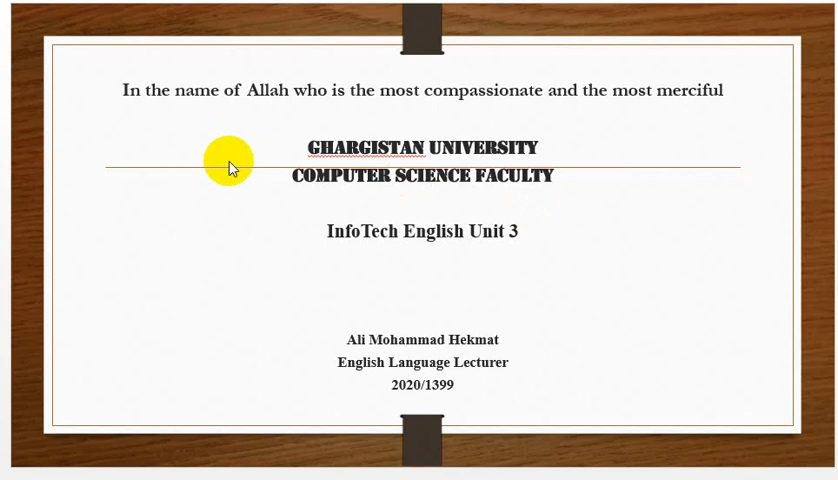 In the name of Allah who is the most compassionate and the most merciful
GHARGISTAN UNIVERSITY
COMPUTER SCIENCE FACULTY
InfoTech English Unit 3
Ali Mohammad Hekmat
English Language Lecturer
2020/1399